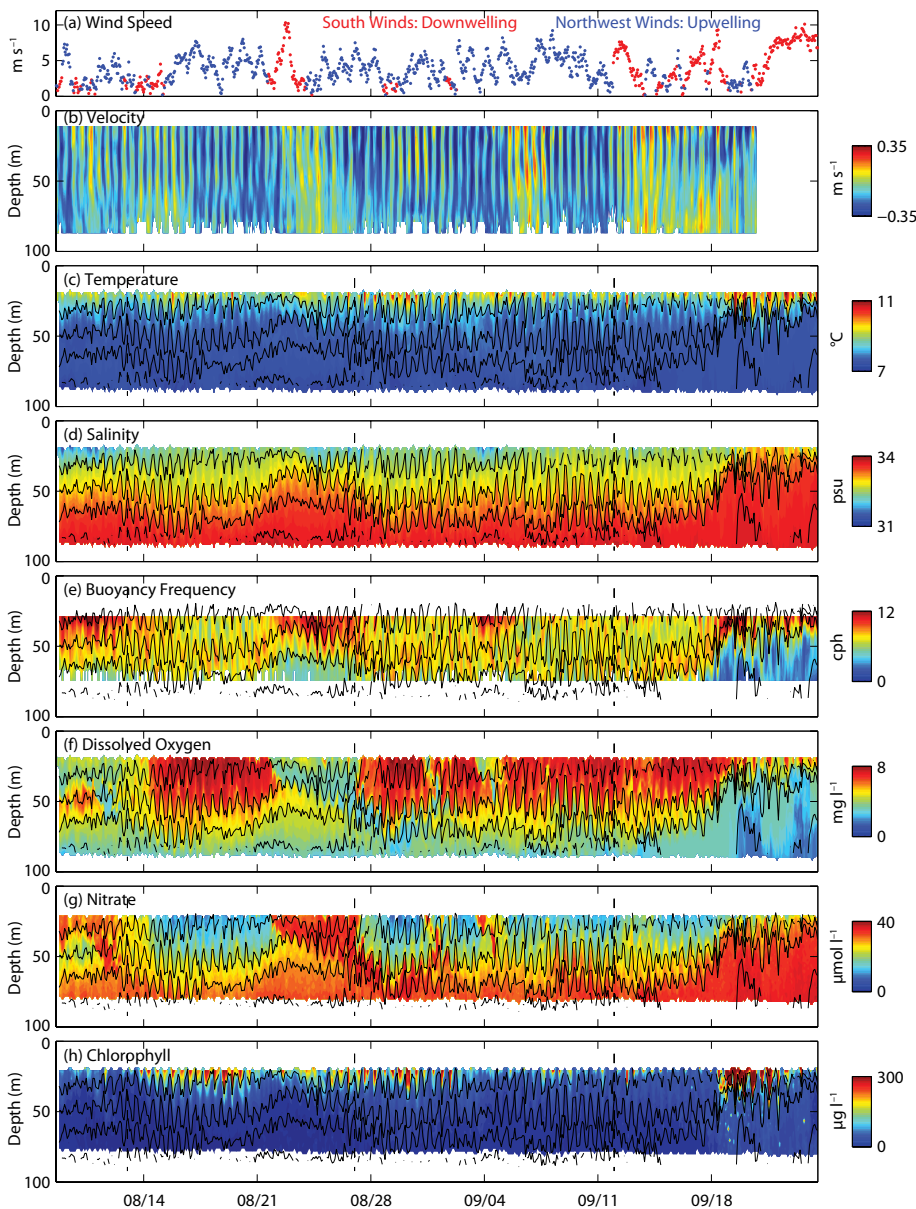 (a) Wind Speed South Winds: Downwelling Northwest Winds: Upwelling
10
5
0
m s⁻¹
(b) Velocity
0
50
100
Depth (m)
0.35
−0.35
m s⁻¹
(c) Temperature
0
50
100
Depth (m)
11
7
°C
(d) Salinity
0
50
100
Depth (m)
34
31
psu
(e) Buoyancy Frequency
0
50
100
Depth (m)
12
0
cph
(f) Dissolved Oxygen
0
50
100
Depth (m)
8
0
mg l⁻¹
(g) Nitrate
0
50
100
Depth (m)
40
0
µmol l⁻¹
(h) Chlorophyll
0
50
100
Depth (m)
300
0
µg l⁻¹
08/14 08/21 08/28 09/04 09/11 09/18